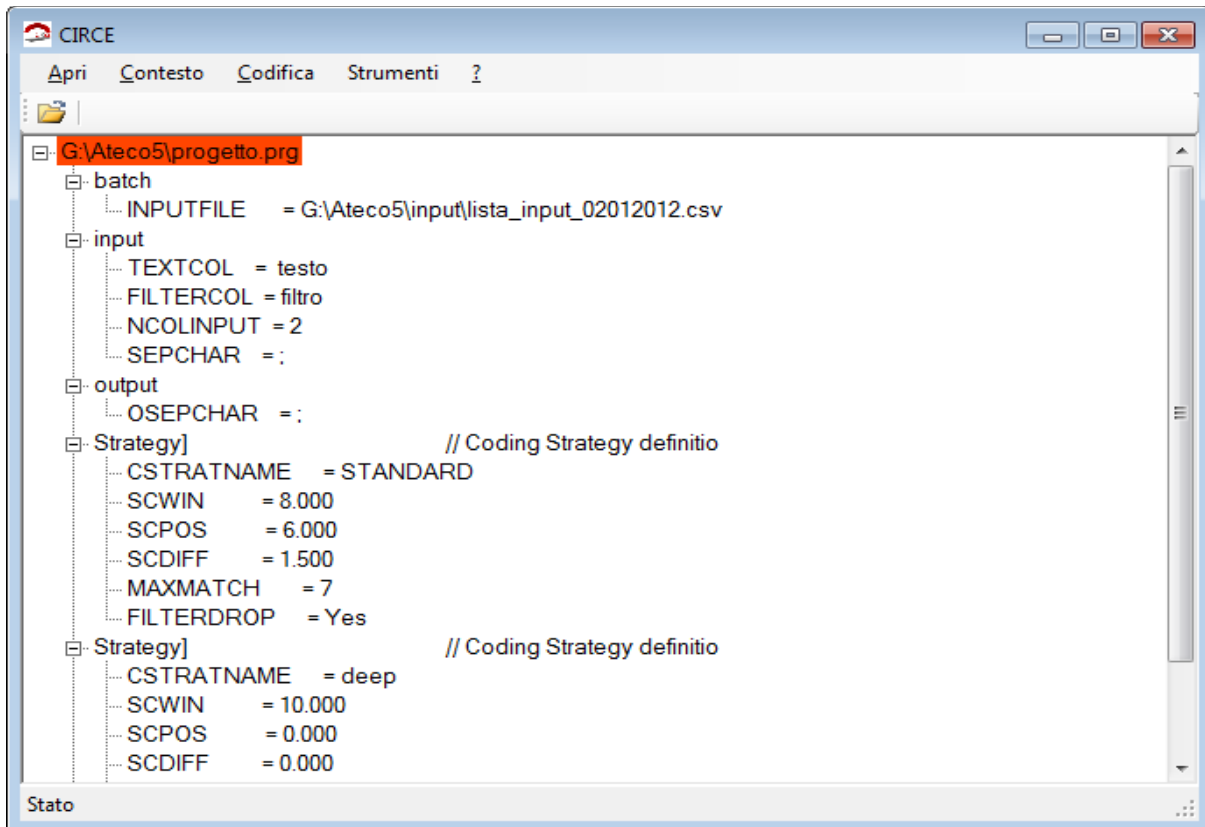 CIRCE
Apri Contesto Codifica Strumenti ?
G:\Ateco5\progetto.prg
batch
INPUTFILE = G:\Ateco5\input\lista_input_02012012.csv
input
TEXTCOL = testo
FILTERCOL = filtro
NCOLINPUT = 2
SEPCHAR = ;
output
OSEPCHAR = ;
Strategy] // Coding Strategy definitio
CSTRATNAME = STANDARD
SCWIN = 8.000
SCPOS = 6.000
SCDIFF = 1.500
MAXMATCH = 7
FILTERDROP = Yes
Strategy] // Coding Strategy definitio
CSTRATNAME = deep
SCWIN = 10.000
SCPOS = 0.000
SCDIFF = 0.000
Stato